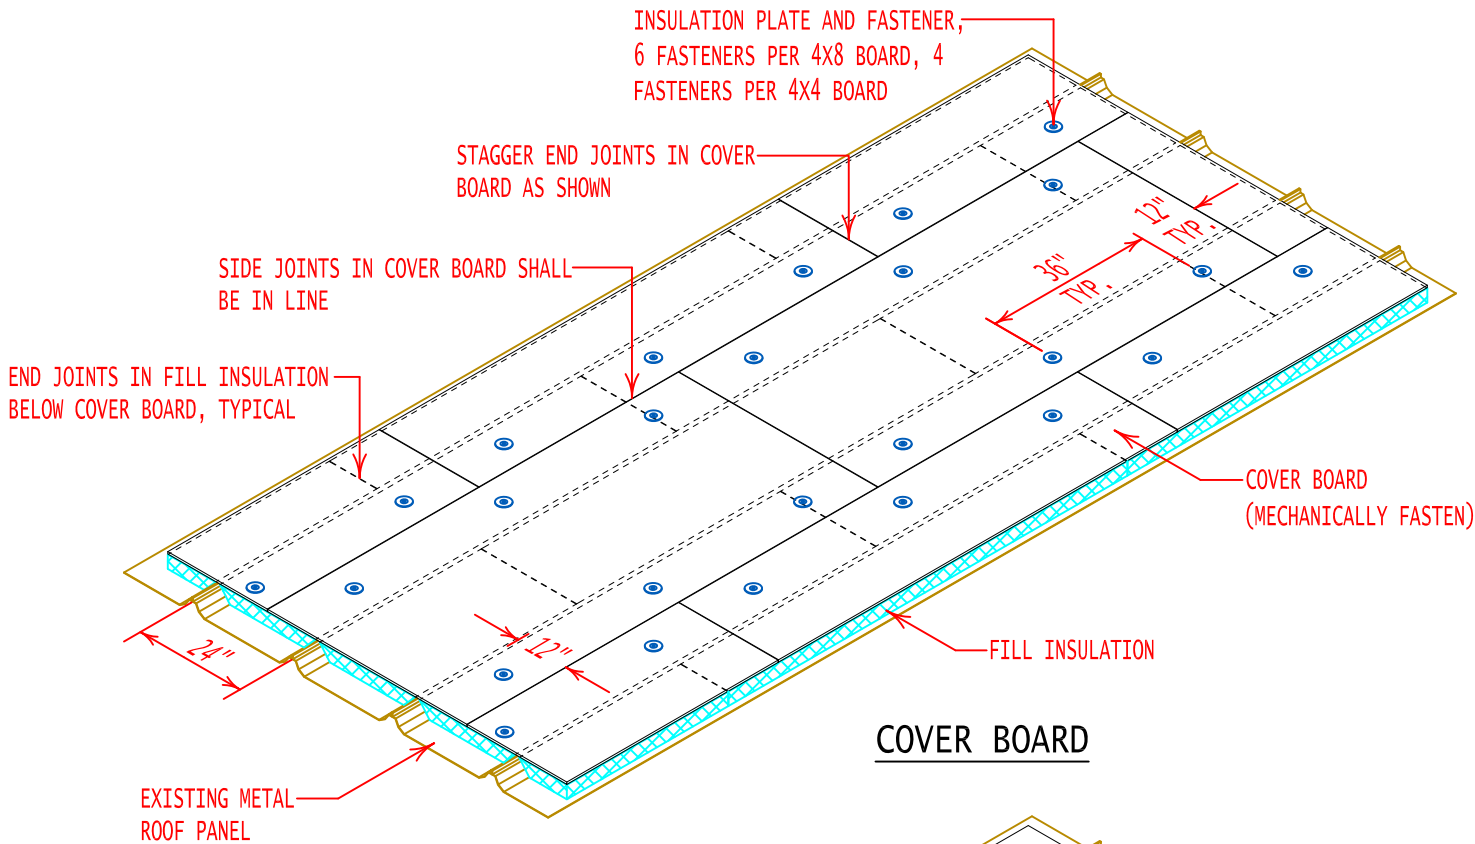 INSULATION PLATE AND FASTENER,
6 FASTENERS PER 4X8 BOARD, 4
FASTENERS PER 4X4 BOARD
STAGGER END JOINTS IN COVER
BOARD AS SHOWN
SIDE JOINTS IN COVER BOARD SHALL
BE IN LINE
END JOINTS IN FILL INSULATION
BELOW COVER BOARD, TYPICAL
12"
TYP.
36"
TYP.
COVER BOARD
(MECHANICALLY FASTEN)
24"
12"
FILL INSULATION
COVER BOARD
EXISTING METAL
ROOF PANEL